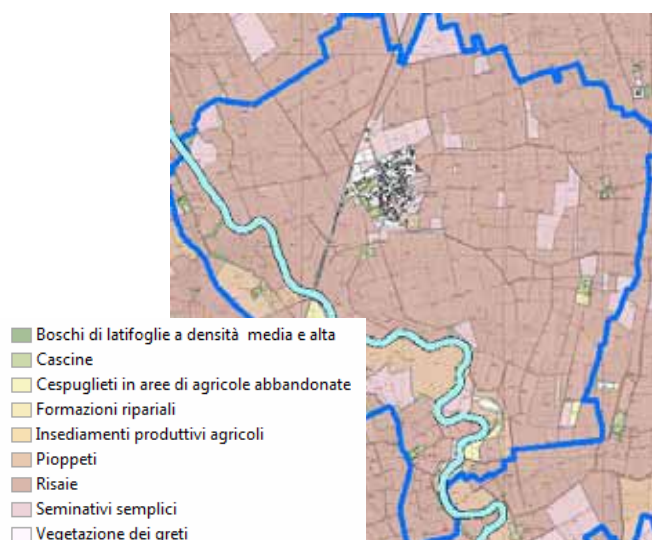 Boschi di latifoglie a densità media e alta
Cascine
Cespuglieti in aree di agricole abbandonate
Formazioni ripariali
Insediamenti produttivi agricoli
Pioppeti
Risaie
Seminativi semplici
Vegetazione dei greti